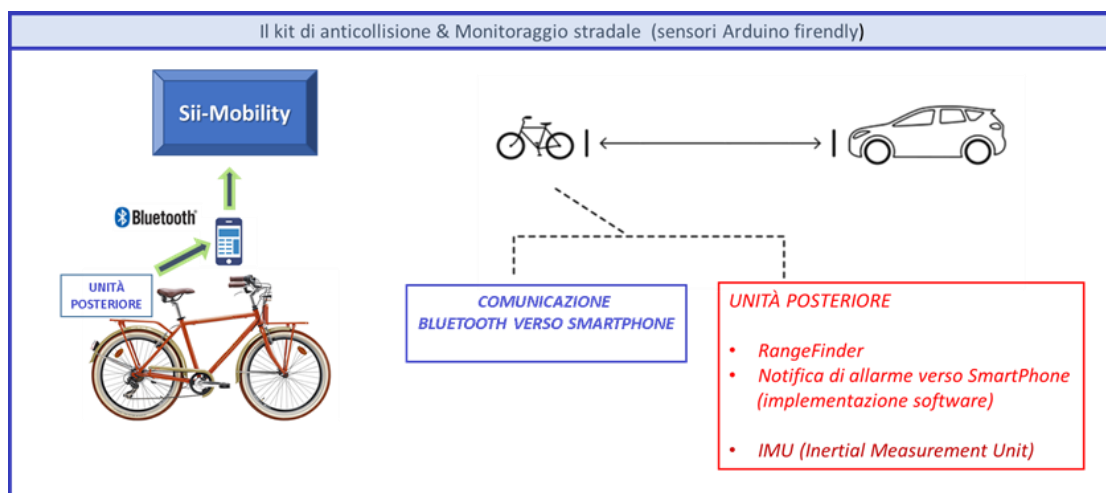 Il kit di anticollisione & Monitoraggio stradale (sensori Arduino firendly)
Sii-Mobility
Bluetooth®
UNITÀ
POSTERIORE
COMUNICAZIONE
BLUETOOTH VERSO SMARTPHONE
UNITÀ POSTERIORE
• RangeFinder
• Notifica di allarme verso SmartPhone
(implementazione software)
• IMU (Inertial Measurement Unit)